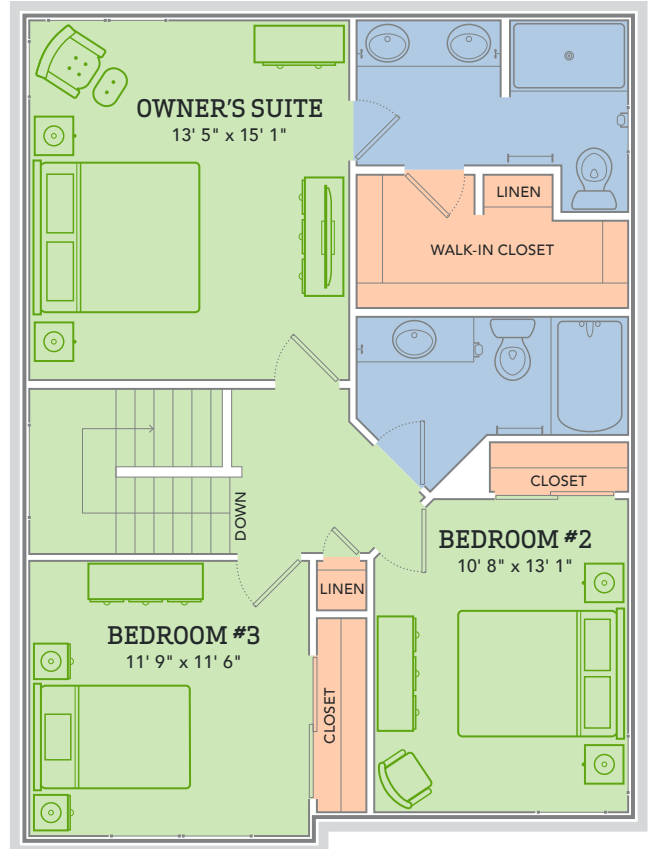 OWNER'S SUITE
13' 5" x 15' 1"
LINEN
WALK-IN CLOSET
CLOSET
DOWN
BEDROOM #2
10' 8" x 13' 1"
LINEN
BEDROOM #3
11' 9" x 11' 6"
CLOSET